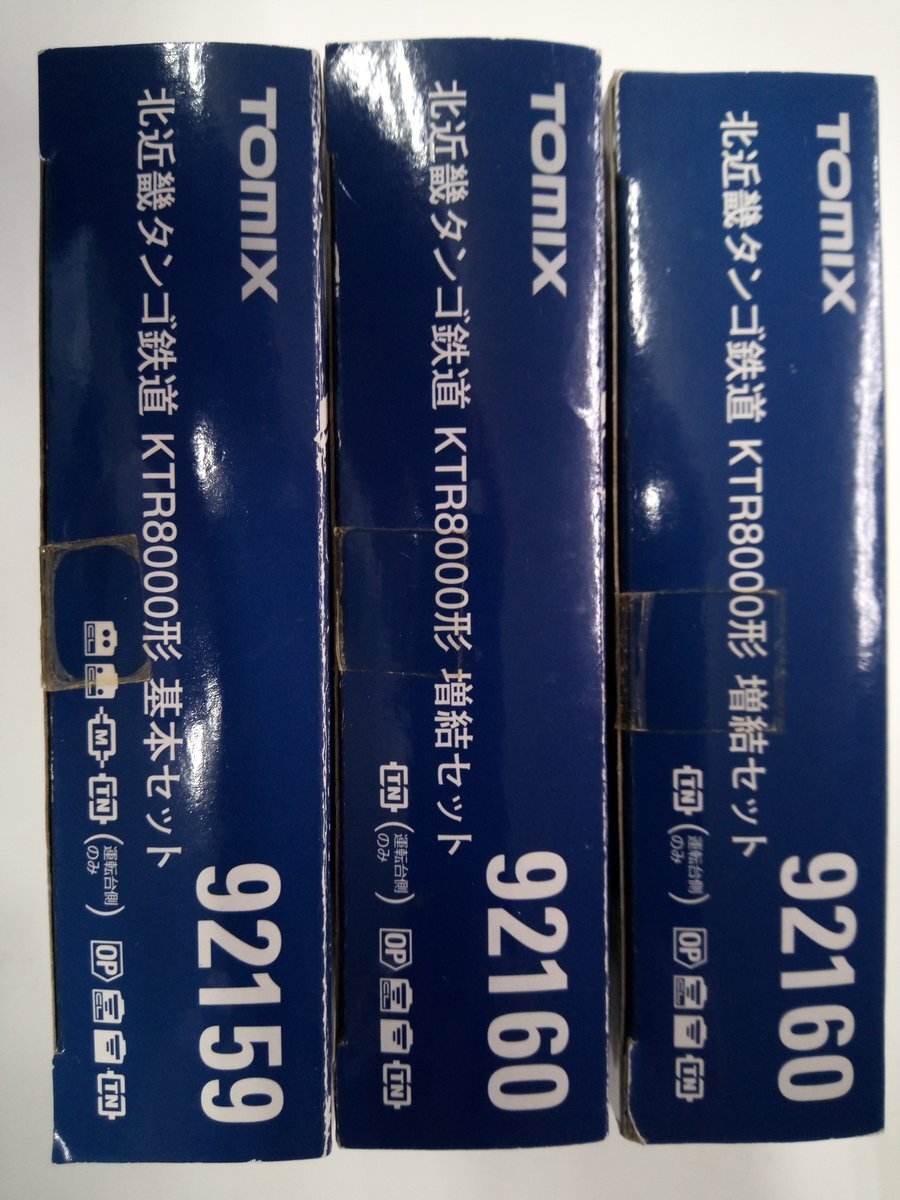 TOMIX
北近畿タンゴ鉄道 KTR8000形 基本セット
CL
CL
M
TN
(運転台側
のみ)
OP
CL
TN
92159
TOMIX
北近畿タンゴ鉄道 KTR8000形 増結セット
TN
(運転台側
のみ)
OP
CL
TN
92160
TOMIX
北近畿タンゴ鉄道 KTR8000形 増結セット
TN
(運転台側
のみ)
OP
CL
TN
92160